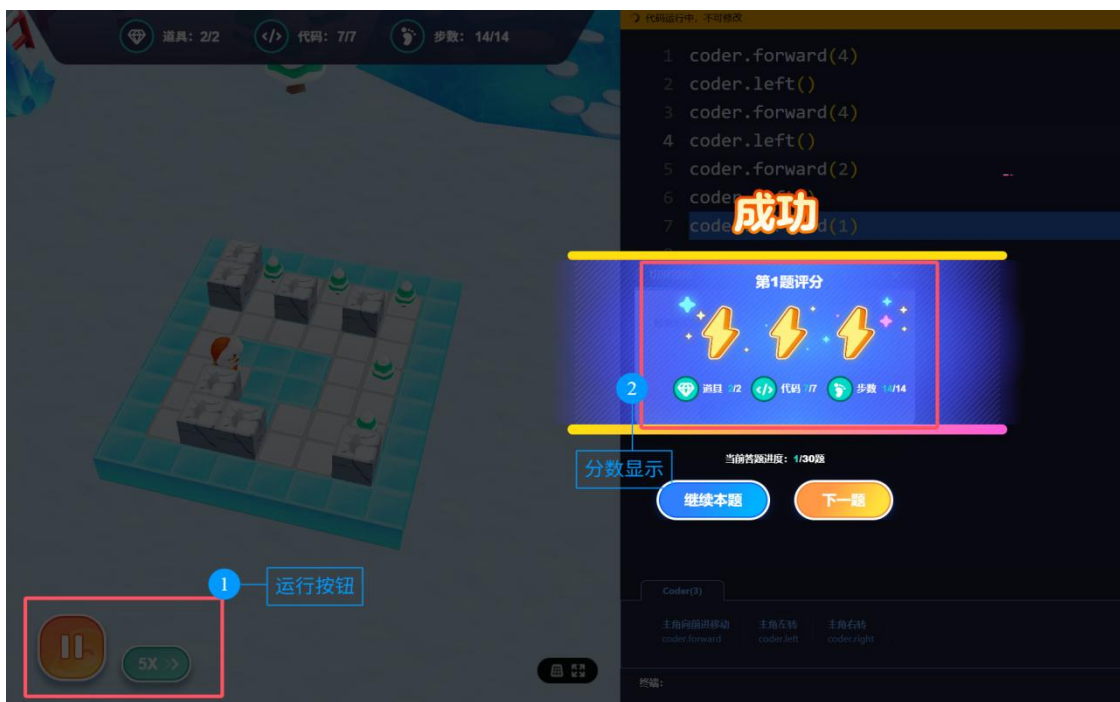 道具: 2/2
代码: 7/7
步数: 14/14
代码运行中，不可修改
1 coder.forward(4)
2 coder.left()
3 coder.forward(4)
4 coder.left()
5 coder.forward(2)
6 coder
7 code d(1)
成功
第1题评分
2
道具 2/2
代码 7/7
步数 14/14
分数显示
当前答题进度: 1/30题
继续本题
下一题
1
运行按钮
5X
Coder(3)
主角向前进移动
coder.forward
主角左转
coder.left
主角右转
coder.right
终端: